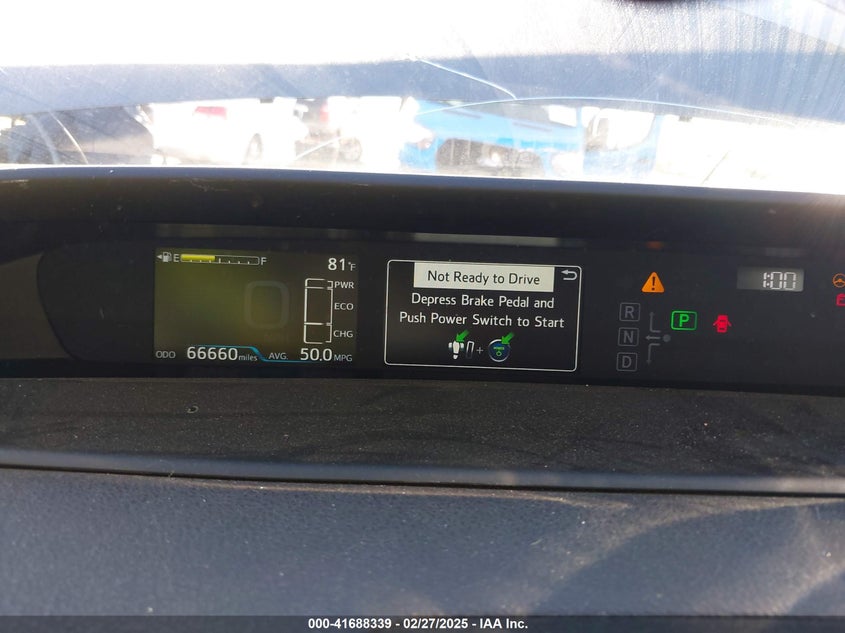 E F
81°F
PWR
ECO
CHG
ODO 66660 miles AVG. 50.0 MPG
Not Ready to Drive
Depress Brake Pedal and
Push Power Switch to Start
+
R
N
D
P
1:00
000-41688339 • 02/27/2025 • IAA Inc.